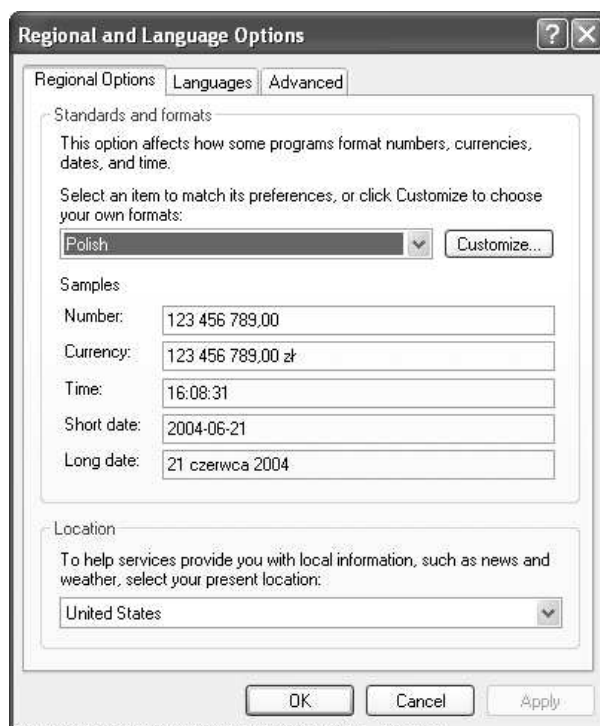 Regional and Language Options
Regional Options Languages Advanced
Standards and formats
This option affects how some programs format numbers, currencies,
dates, and time.
Select an item to match its preferences, or click Customize to choose
your own formats:
Polish Customize...
Samples
Number: 123 456 789,00
Currency: 123 456 789,00 zł
Time: 16:08:31
Short date: 2004-06-21
Long date: 21 czerwca 2004
Location
To help services provide you with local information, such as news and
weather, select your present location:
United States
OK Cancel Apply